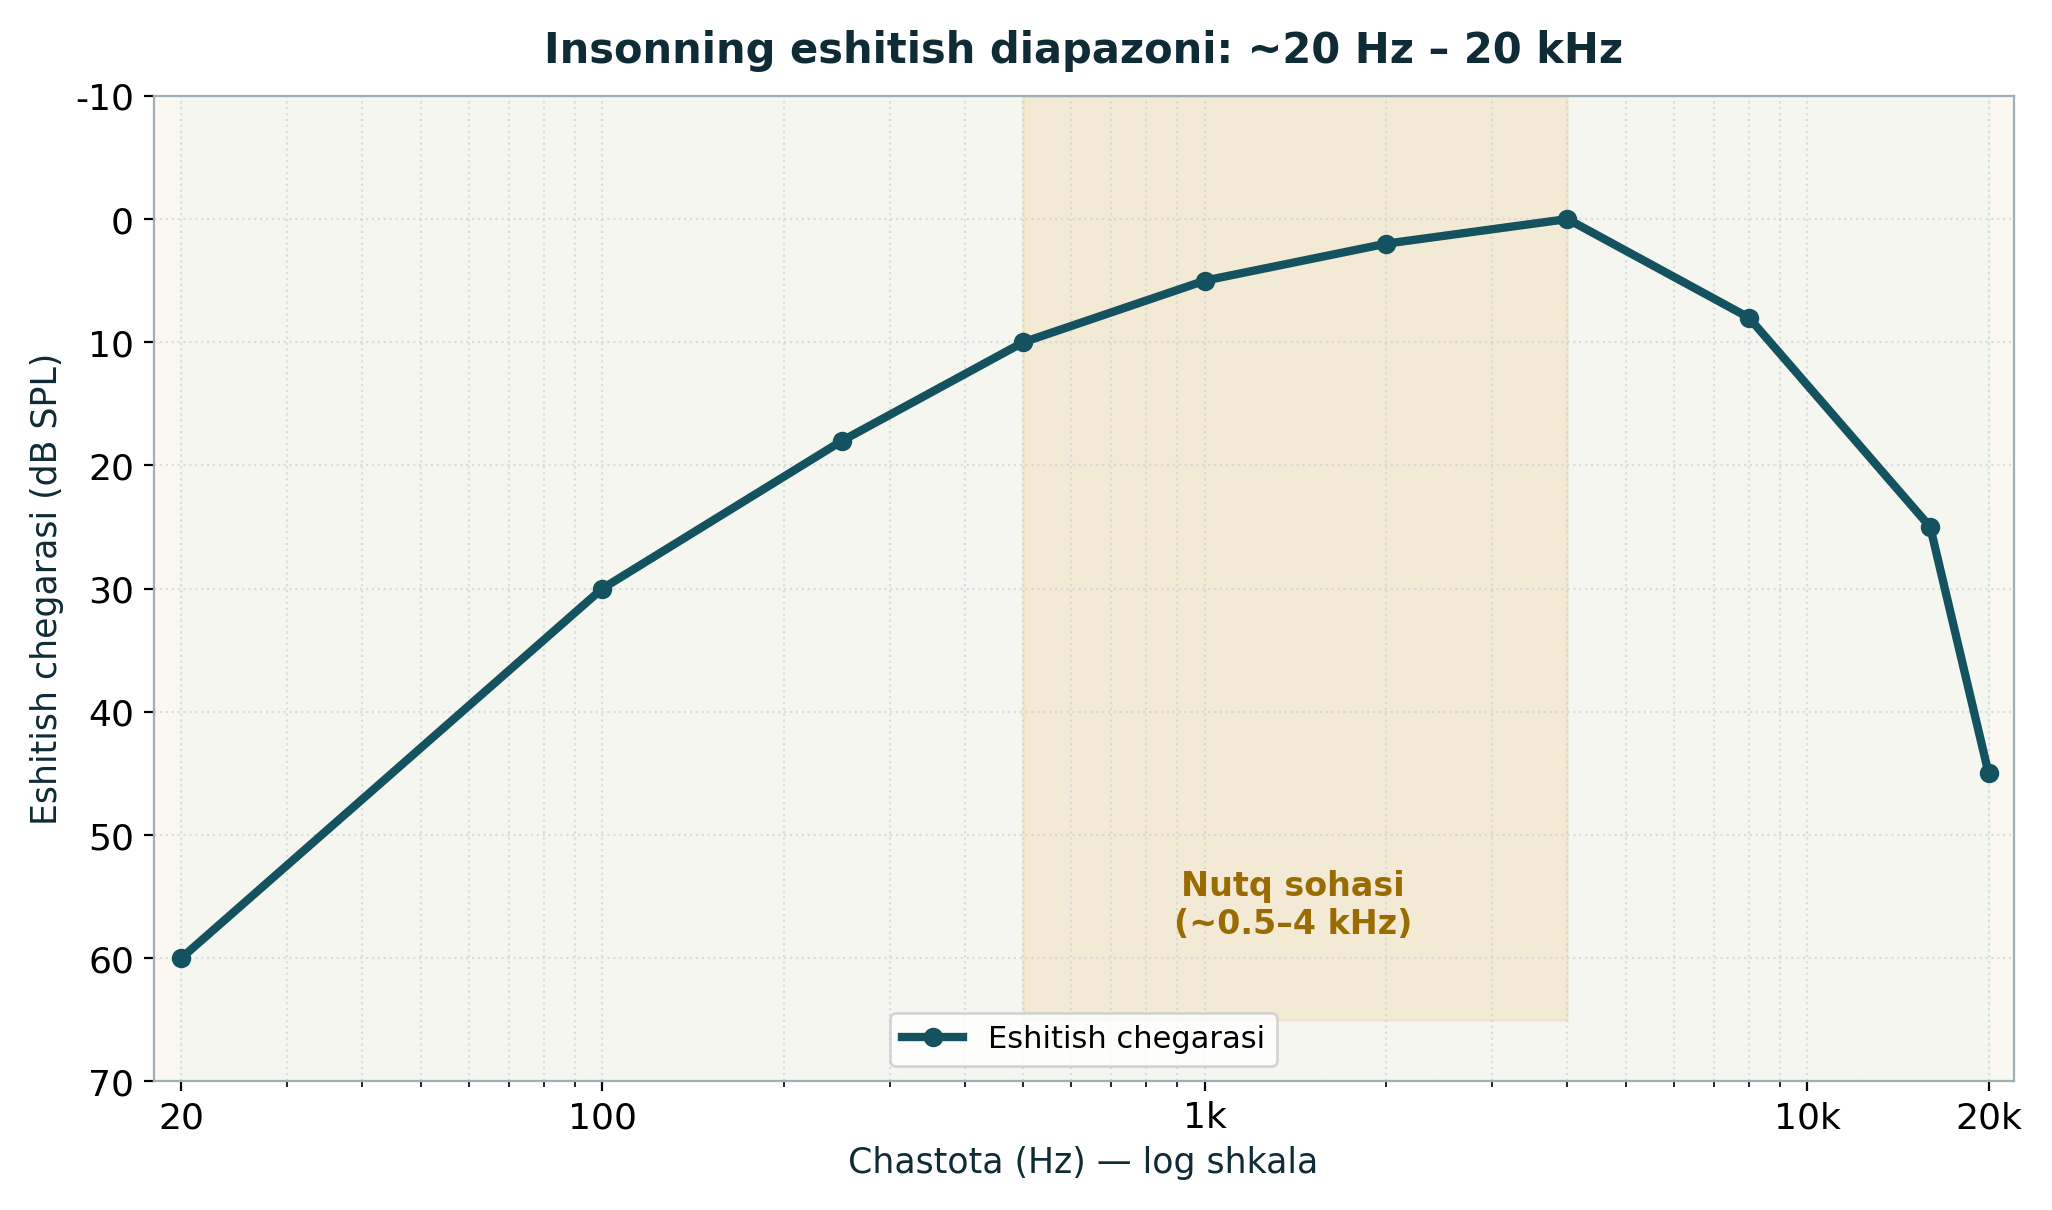 Insonning eshitish diapazoni: ~20 Hz – 20 kHz
Eshitish chegarasi (dB SPL)
-10
0
10
20
30
40
50
60
70
Nutq sohasi
(~0.5–4 kHz)
Eshitish chegarasi
20
100
1k
10k
20k
Chastota (Hz) — log shkala